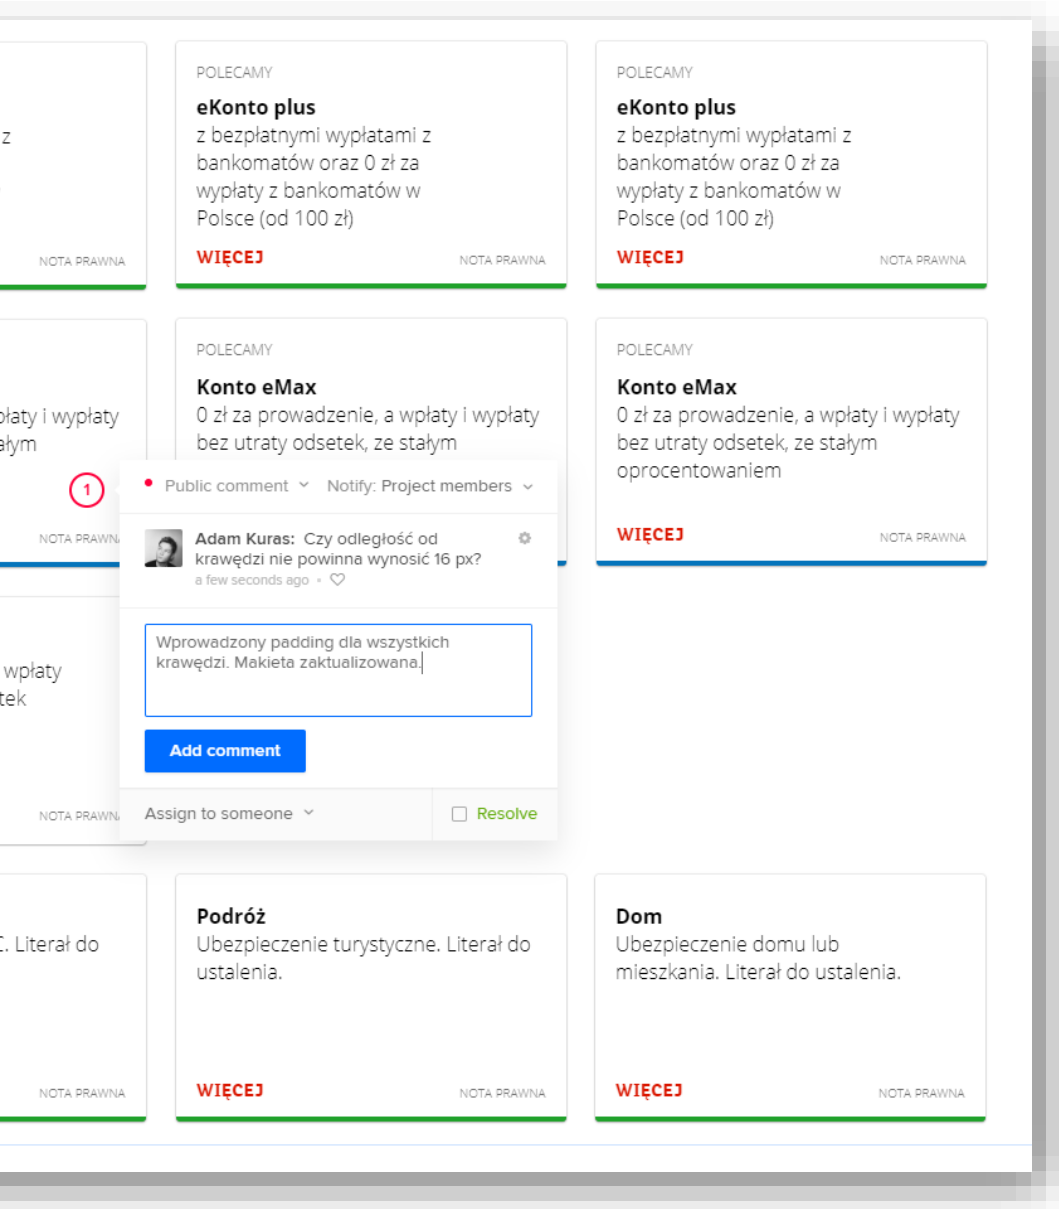 POLECAMY
eKonto plus
z bezpłatnymi wypłatami z
bankomatów oraz 0 zł za
wypłaty z bankomatów w
Polsce (od 100 zł)
WIĘCEJ
NOTA PRAWNA
POLECAMY
eKonto plus
z bezpłatnymi wypłatami z
bankomatów oraz 0 zł za
wypłaty z bankomatów w
Polsce (od 100 zł)
WIĘCEJ
NOTA PRAWNA
z
NOTA PRAWNA
POLECAMY
Konto eMax
0 zł za prowadzenie, a wpłaty i wypłaty
bez utraty odsetek, ze stałym
POLECAMY
Konto eMax
0 zł za prowadzenie, a wpłaty i wypłaty
bez utraty odsetek, ze stałym
oprocentowaniem
WIĘCEJ
NOTA PRAWNA
płaty i wypłaty
ałym
1
NOTA PRAWN
Public comment
Notify: Project members
Adam Kuras: Czy odległość od
krawędzi nie powinna wynosić 16 px?
a few seconds ago
Wprowadzony padding dla wszystkich
krawędzi. Makieta zaktualizowana.
Add comment
Assign to someone
Resolve
wpłaty
tek
NOTA PRAWN
C. Literał do
NOTA PRAWNA
Podróż
Ubezpieczenie turystyczne. Literał do
ustalenia.
WIĘCEJ
NOTA PRAWNA
Dom
Ubezpieczenie domu lub
mieszkania. Literał do ustalenia.
WIĘCEJ
NOTA PRAWNA